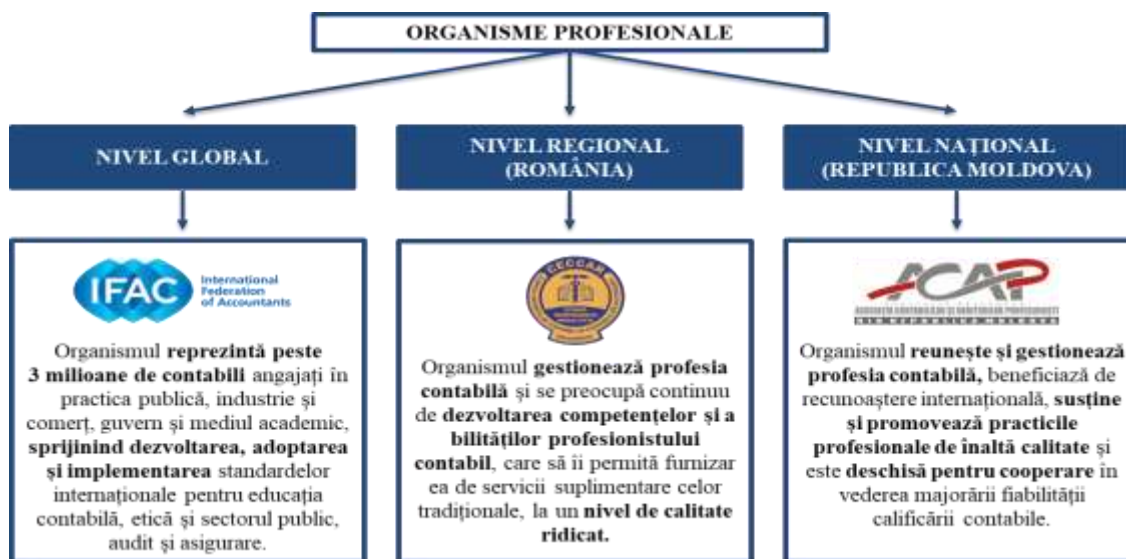 ORGANISME PROFESIONALE
NIVEL GLOBAL
NIVEL REGIONAL
(ROMÂNIA)
NIVEL NAȚIONAL
(REPUBLICA MOLDOVA)
IFAC
International
Federation
of Accountants
Organismul reprezintă peste
3 milioane de contabili angajați în
practica publică, industrie și
comerț, guvern și mediul academic,
sprijinind dezvoltarea, adoptarea
și implementarea standardelor
internaționale pentru educația
contabilă, etică și sectorul public,
audit și asigurare.
CECCAR
Organismul gestionează profesia
contabilă și se preocupă continuu
de dezvoltarea competențelor și a
bilităților profesionistului
contabil, care să îi permită furnizar
ea de servicii suplimentare celor
tradiționale, la un nivel de calitate
ridicat.
ACAP
DIN REPUBLICA MOLDOVA
Organismul reunește și gestionează
profesia contabilă, beneficiază de
recunoaștere internațională, susține
și promovează practicile
profesionale de înaltă calitate și
este deschisă pentru cooperare în
vederea majorării fiabilității
calificării contabile.